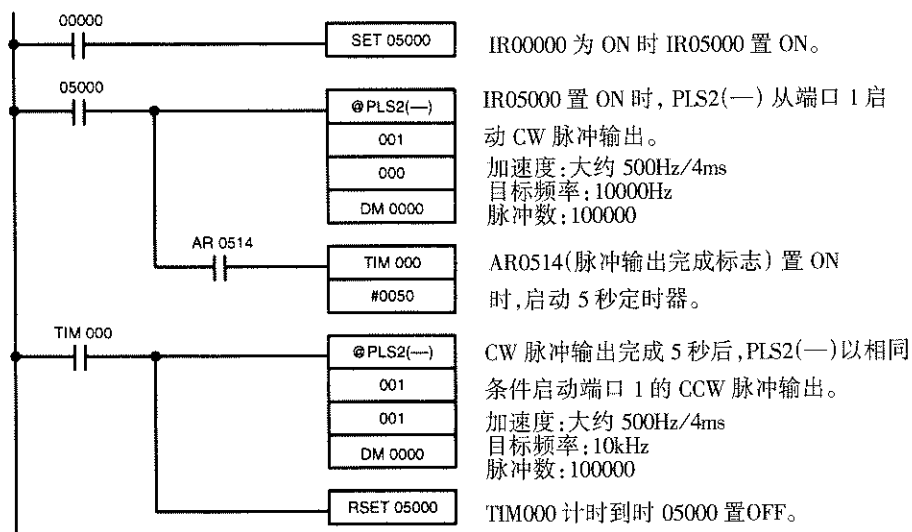 00000
SET 05000
IR00000 为 ON 时 IR05000 置 ON。
05000
@PLS2(—)
001
000
DM 0000
IR05000 置 ON 时, PLS2(—) 从端口 1 启
动 CW 脉冲输出。
加速度:大约 500Hz/4ms
目标频率:10000Hz
脉冲数:100000
AR 0514
TIM 000
#0050
AR0514(脉冲输出完成标志) 置 ON
时,启动 5 秒定时器。
TIM 000
@PLS2(—)
001
001
DM 0000
CW 脉冲输出完成 5 秒后,PLS2(—)以相同
条件启动端口 1 的 CCW 脉冲输出。
加速度:大约 500Hz/4ms
目标频率:10kHz
脉冲数:100000
RSET 05000
TIM000 计时到时 05000 置OFF。